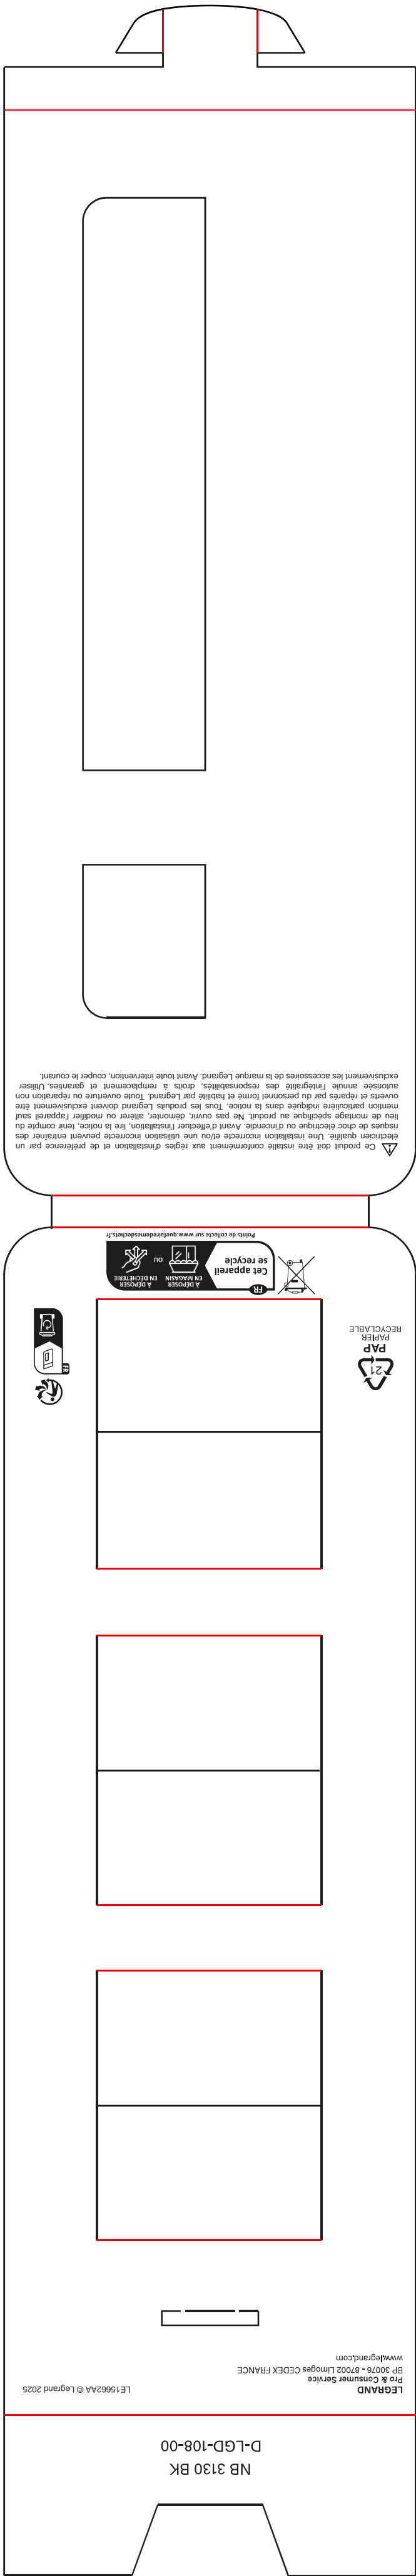 NB 3130 BK
D-LGD-108-00
LEGRAND
Pro & Consumer Service
BP 30076 - 87002 Limoges CEDEX FRANCE
www.legrand.com
LE15662AA © Legrand 2025
21
PAP
PAPIER
RECYCLABLE
FR
Cet appareil
se recycle
À DÉPOSER
EN MAGASIN
OU
À DÉPOSER
EN DÉCHÈTERIE
Points de collecte sur www.quefairedemesdechets.fr
FR
Ce produit doit être installé conformément aux règles d'installation et de préférence par un
électricien qualifié. Une installation incorrecte et/ou une utilisation incorrecte peuvent entraîner des
risques de choc électrique ou d'incendie. Avant d'effectuer l'installation, lire la notice, tenir compte du
lieu de montage spécifique au produit. Ne pas ouvrir, démonter, altérer ou modifier l'appareil sauf
mention particulière indiquée dans la notice. Tous les produits Legrand doivent exclusivement être
ouverts et réparés par du personnel formé et habilité par Legrand. Toute ouverture ou réparation non
autorisée annule l'intégralité des responsabilités, droits à remplacement et garanties. Utiliser
exclusivement les accessoires de la marque Legrand. Avant toute intervention, couper le courant.